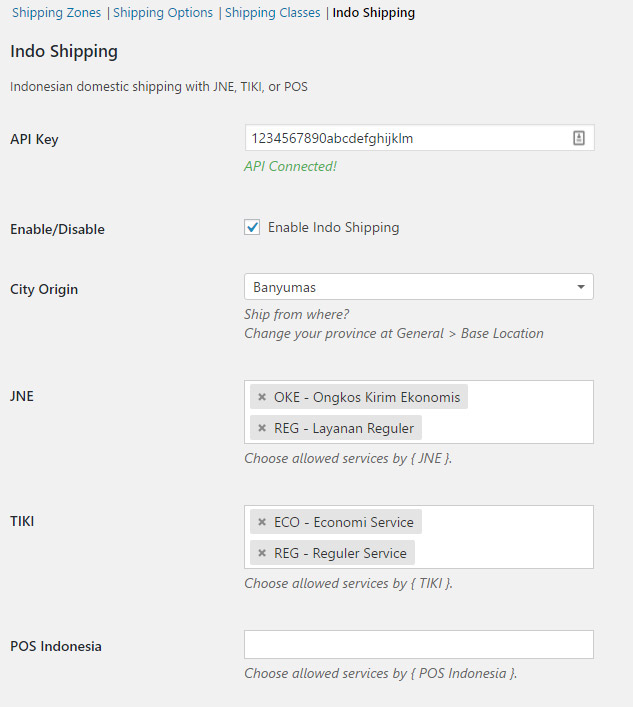 Shipping Zones | Shipping Options | Shipping Classes | Indo Shipping
Indo Shipping
Indonesian domestic shipping with JNE, TIKI, or POS
API Key
1234567890abcdefghijklm
API Connected!
Enable/Disable
Enable Indo Shipping
City Origin
Banyumas
Ship from where?
Change your province at General > Base Location
JNE
× OKE - Ongkos Kirim Ekonomis
× REG - Layanan Reguler
Choose allowed services by { JNE }.
TIKI
× ECO - Economi Service
× REG - Reguler Service
Choose allowed services by { TIKI }.
POS Indonesia
Choose allowed services by { POS Indonesia }.